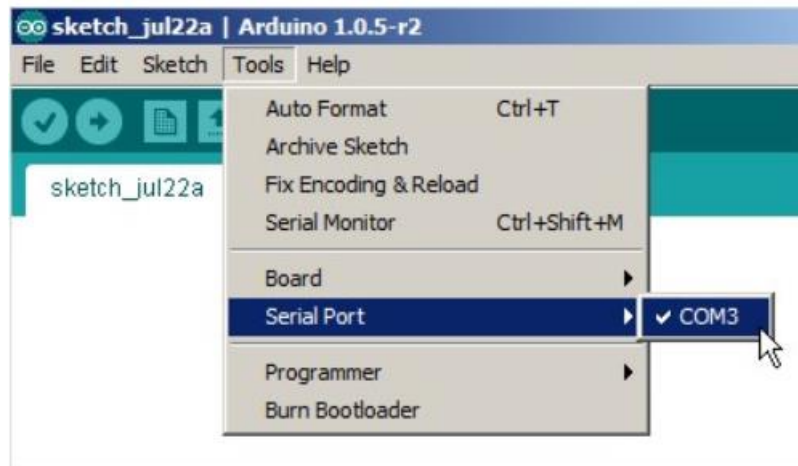 sketch_jul22a | Arduino 1.0.5-r2
File Edit Sketch Tools Help
sketch_jul22a
Auto Format Ctrl+T
Archive Sketch
Fix Encoding & Reload
Serial Monitor Ctrl+Shift+M
Board
Serial Port
COM3
Programmer
Burn Bootloader